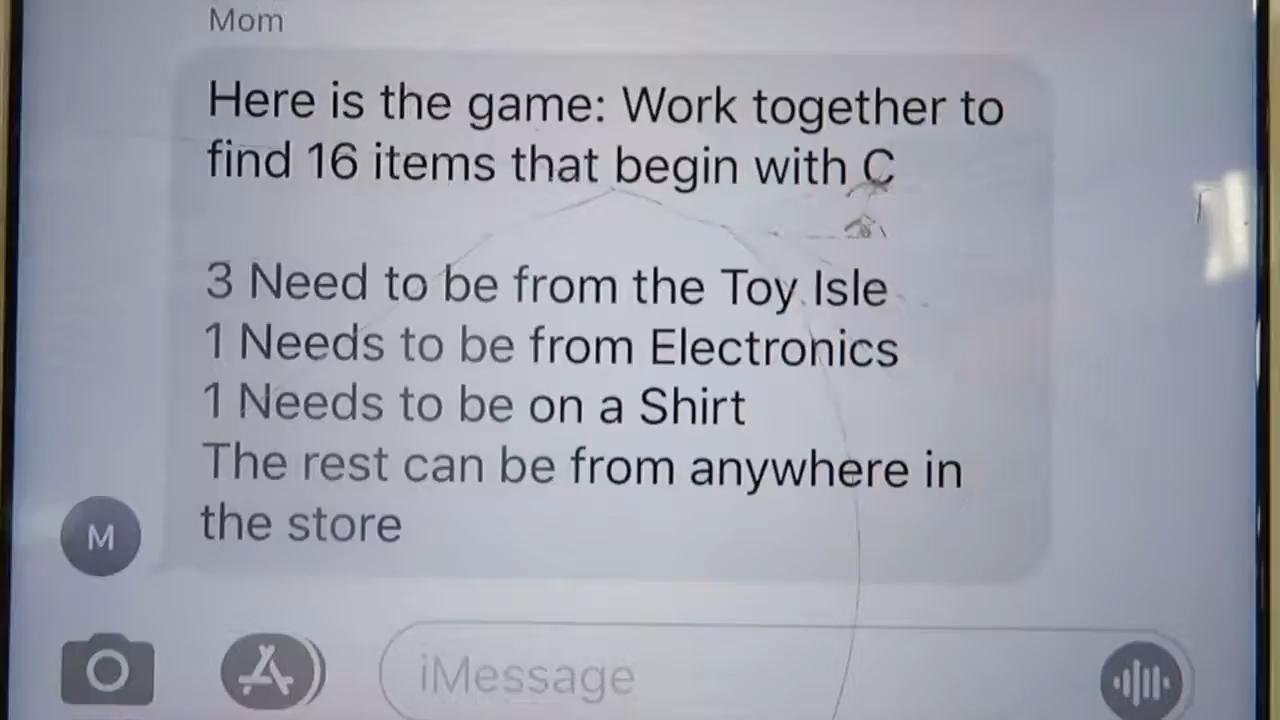 Mom
Here is the game: Work together to
find 16 items that begin with C
3 Need to be from the Toy Isle
1 Needs to be from Electronics
1 Needs to be on a Shirt
The rest can be from anywhere in
the store
M
iMessage